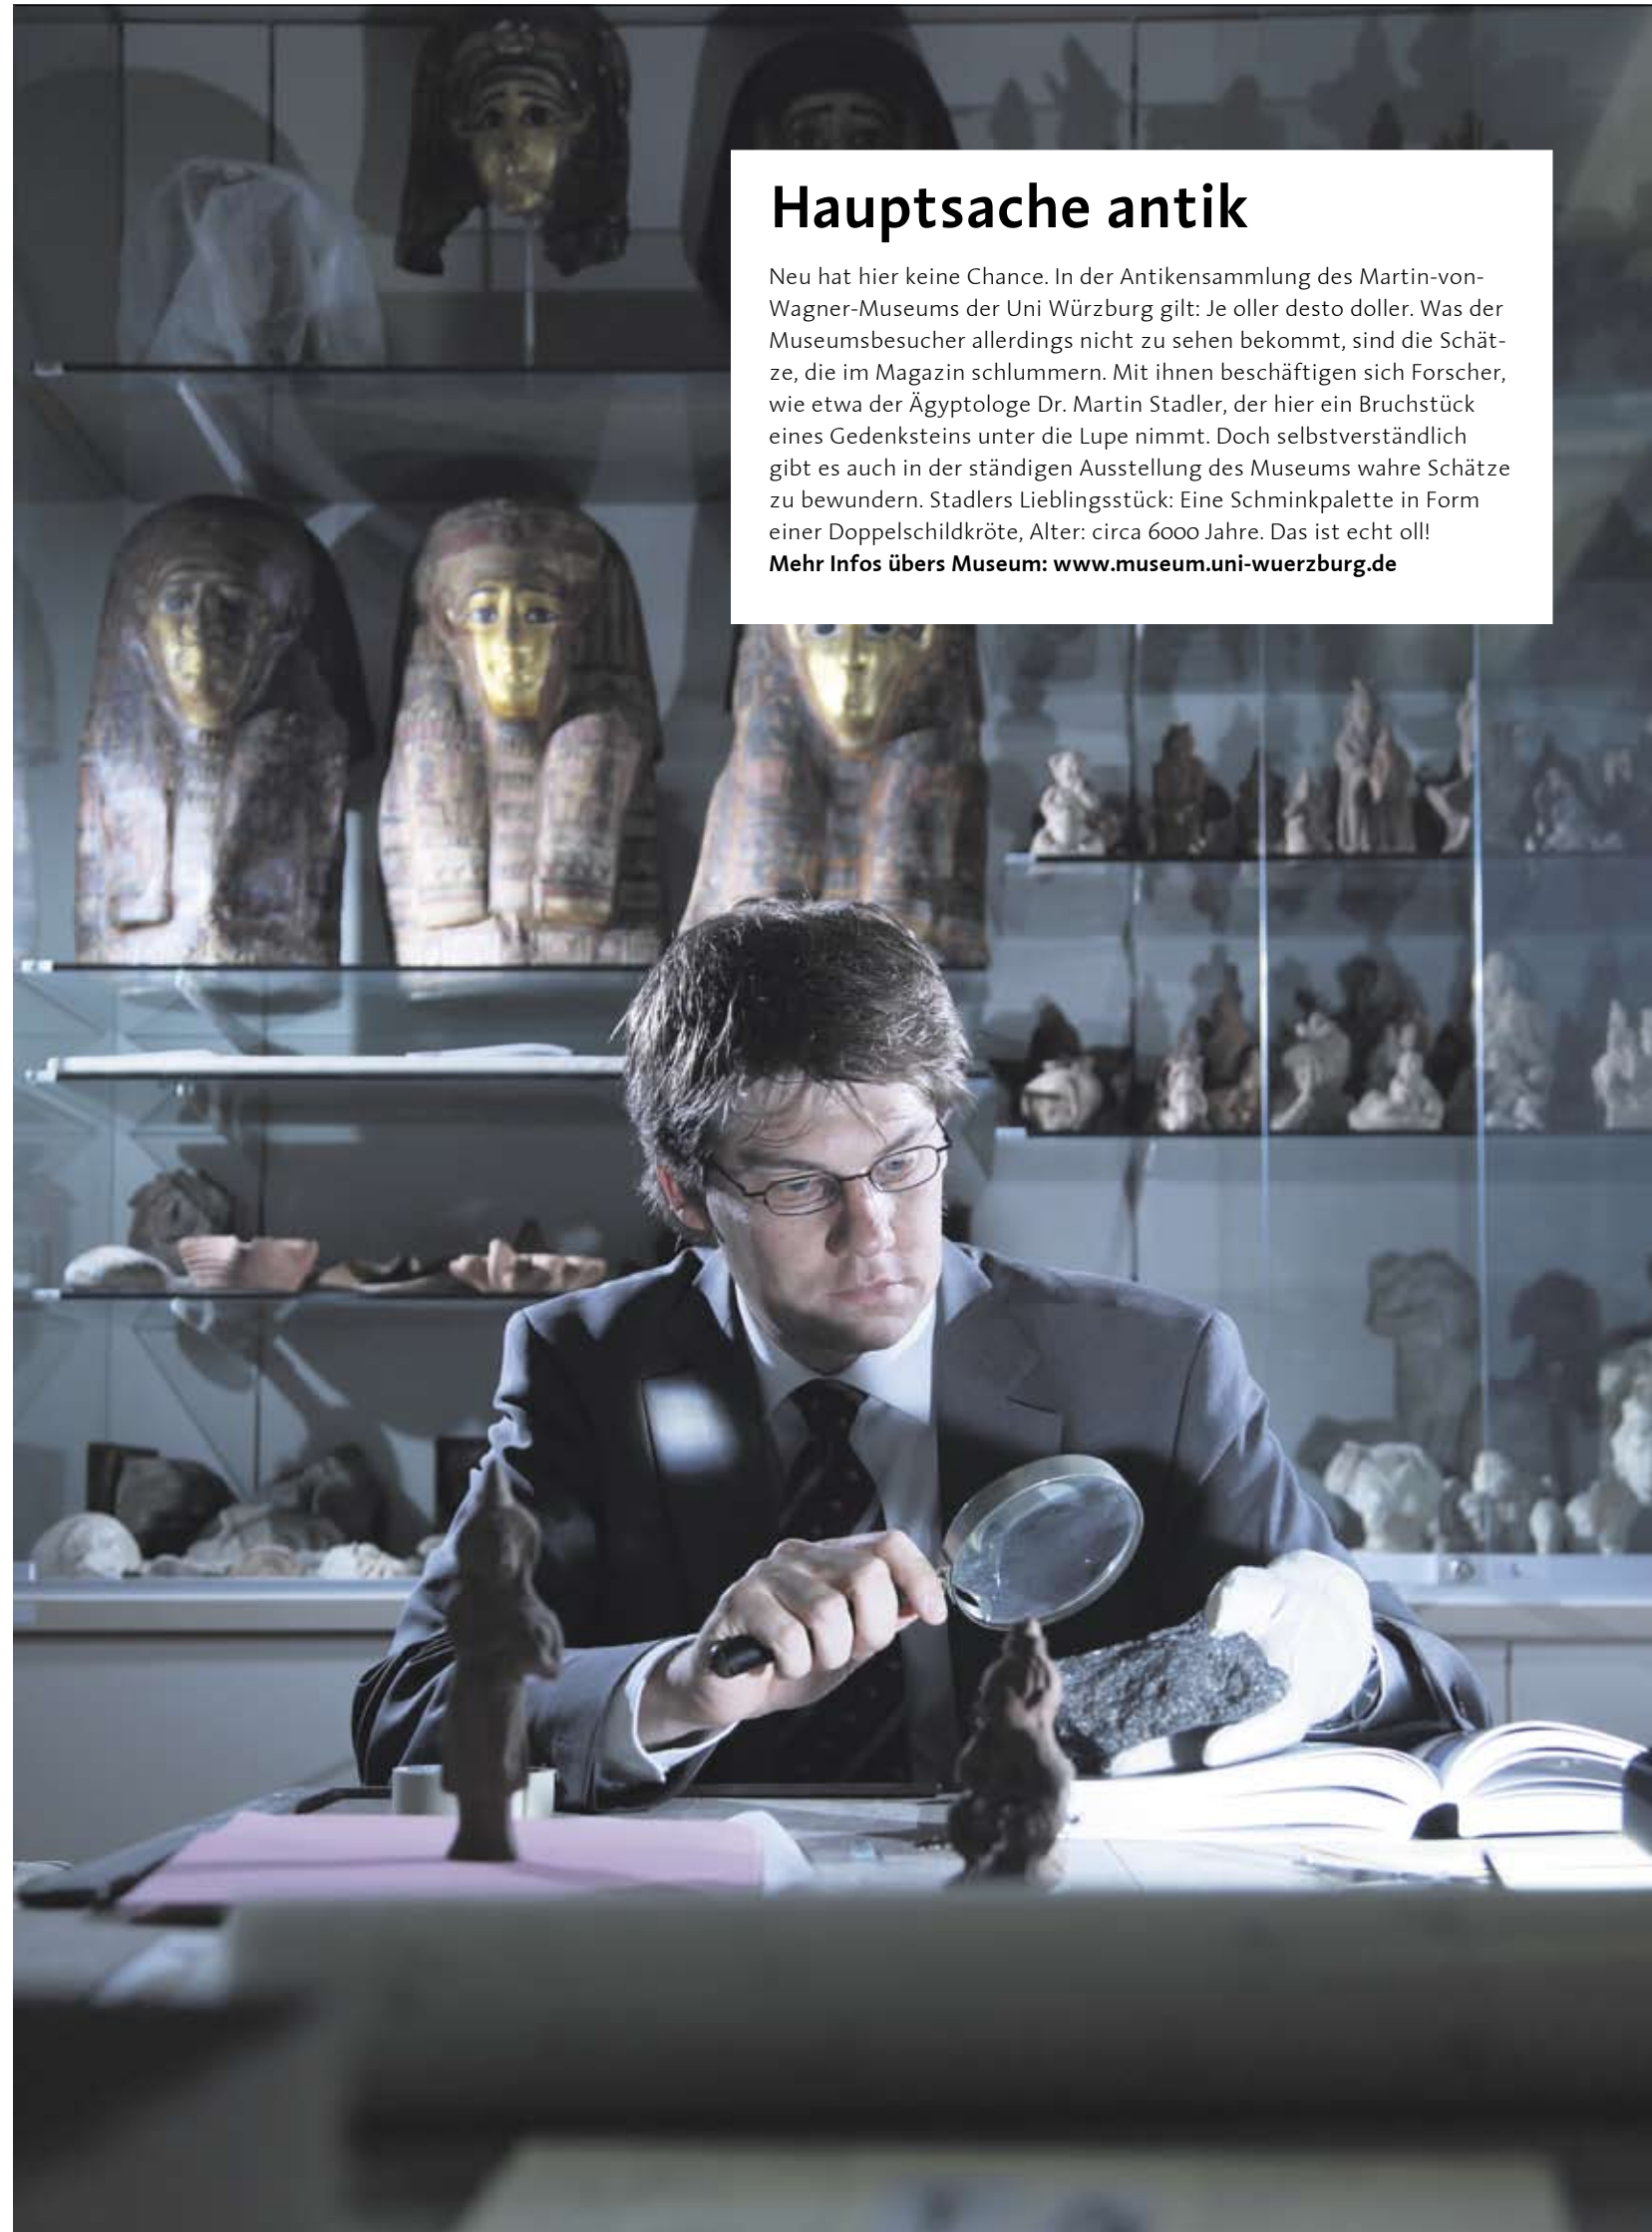 Hauptsache antik
Neu hat hier keine Chance. In der Antikensammlung des Martin-von-
Wagner-Museums der Uni Würzburg gilt: Je oller desto doller. Was der
Museumsbesucher allerdings nicht zu sehen bekommt, sind die Schät-
ze, die im Magazin schlummern. Mit ihnen beschäftigen sich Forscher,
wie etwa der Ägyptologe Dr. Martin Stadler, der hier ein Bruchstück
eines Gedenksteins unter die Lupe nimmt. Doch selbstverständlich
gibt es auch in der ständigen Ausstellung des Museums wahre Schätze
zu bewundern. Stadlers Lieblingsstück: Eine Schminkpalette in Form
einer Doppelschildkröte, Alter: circa 6000 Jahre. Das ist echt oll!
Mehr Infos übers Museum: www.museum.uni-wuerzburg.de